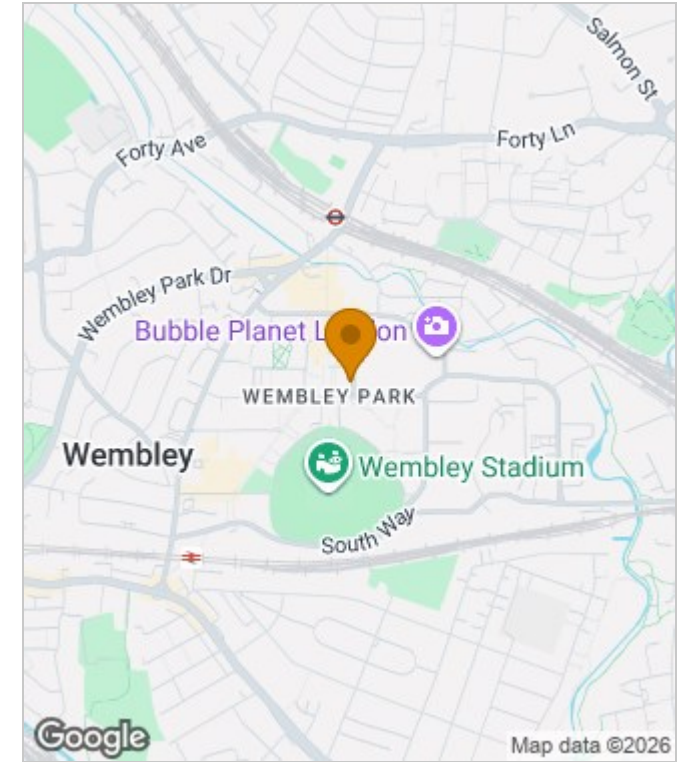 Salmon St
Forty Ln
Forty Ave
Wembley Park Dr
Bubble Planet L on
WEMBLEY PARK
Wembley
Wembley Stadium
South Way
Google
Map data ©2026